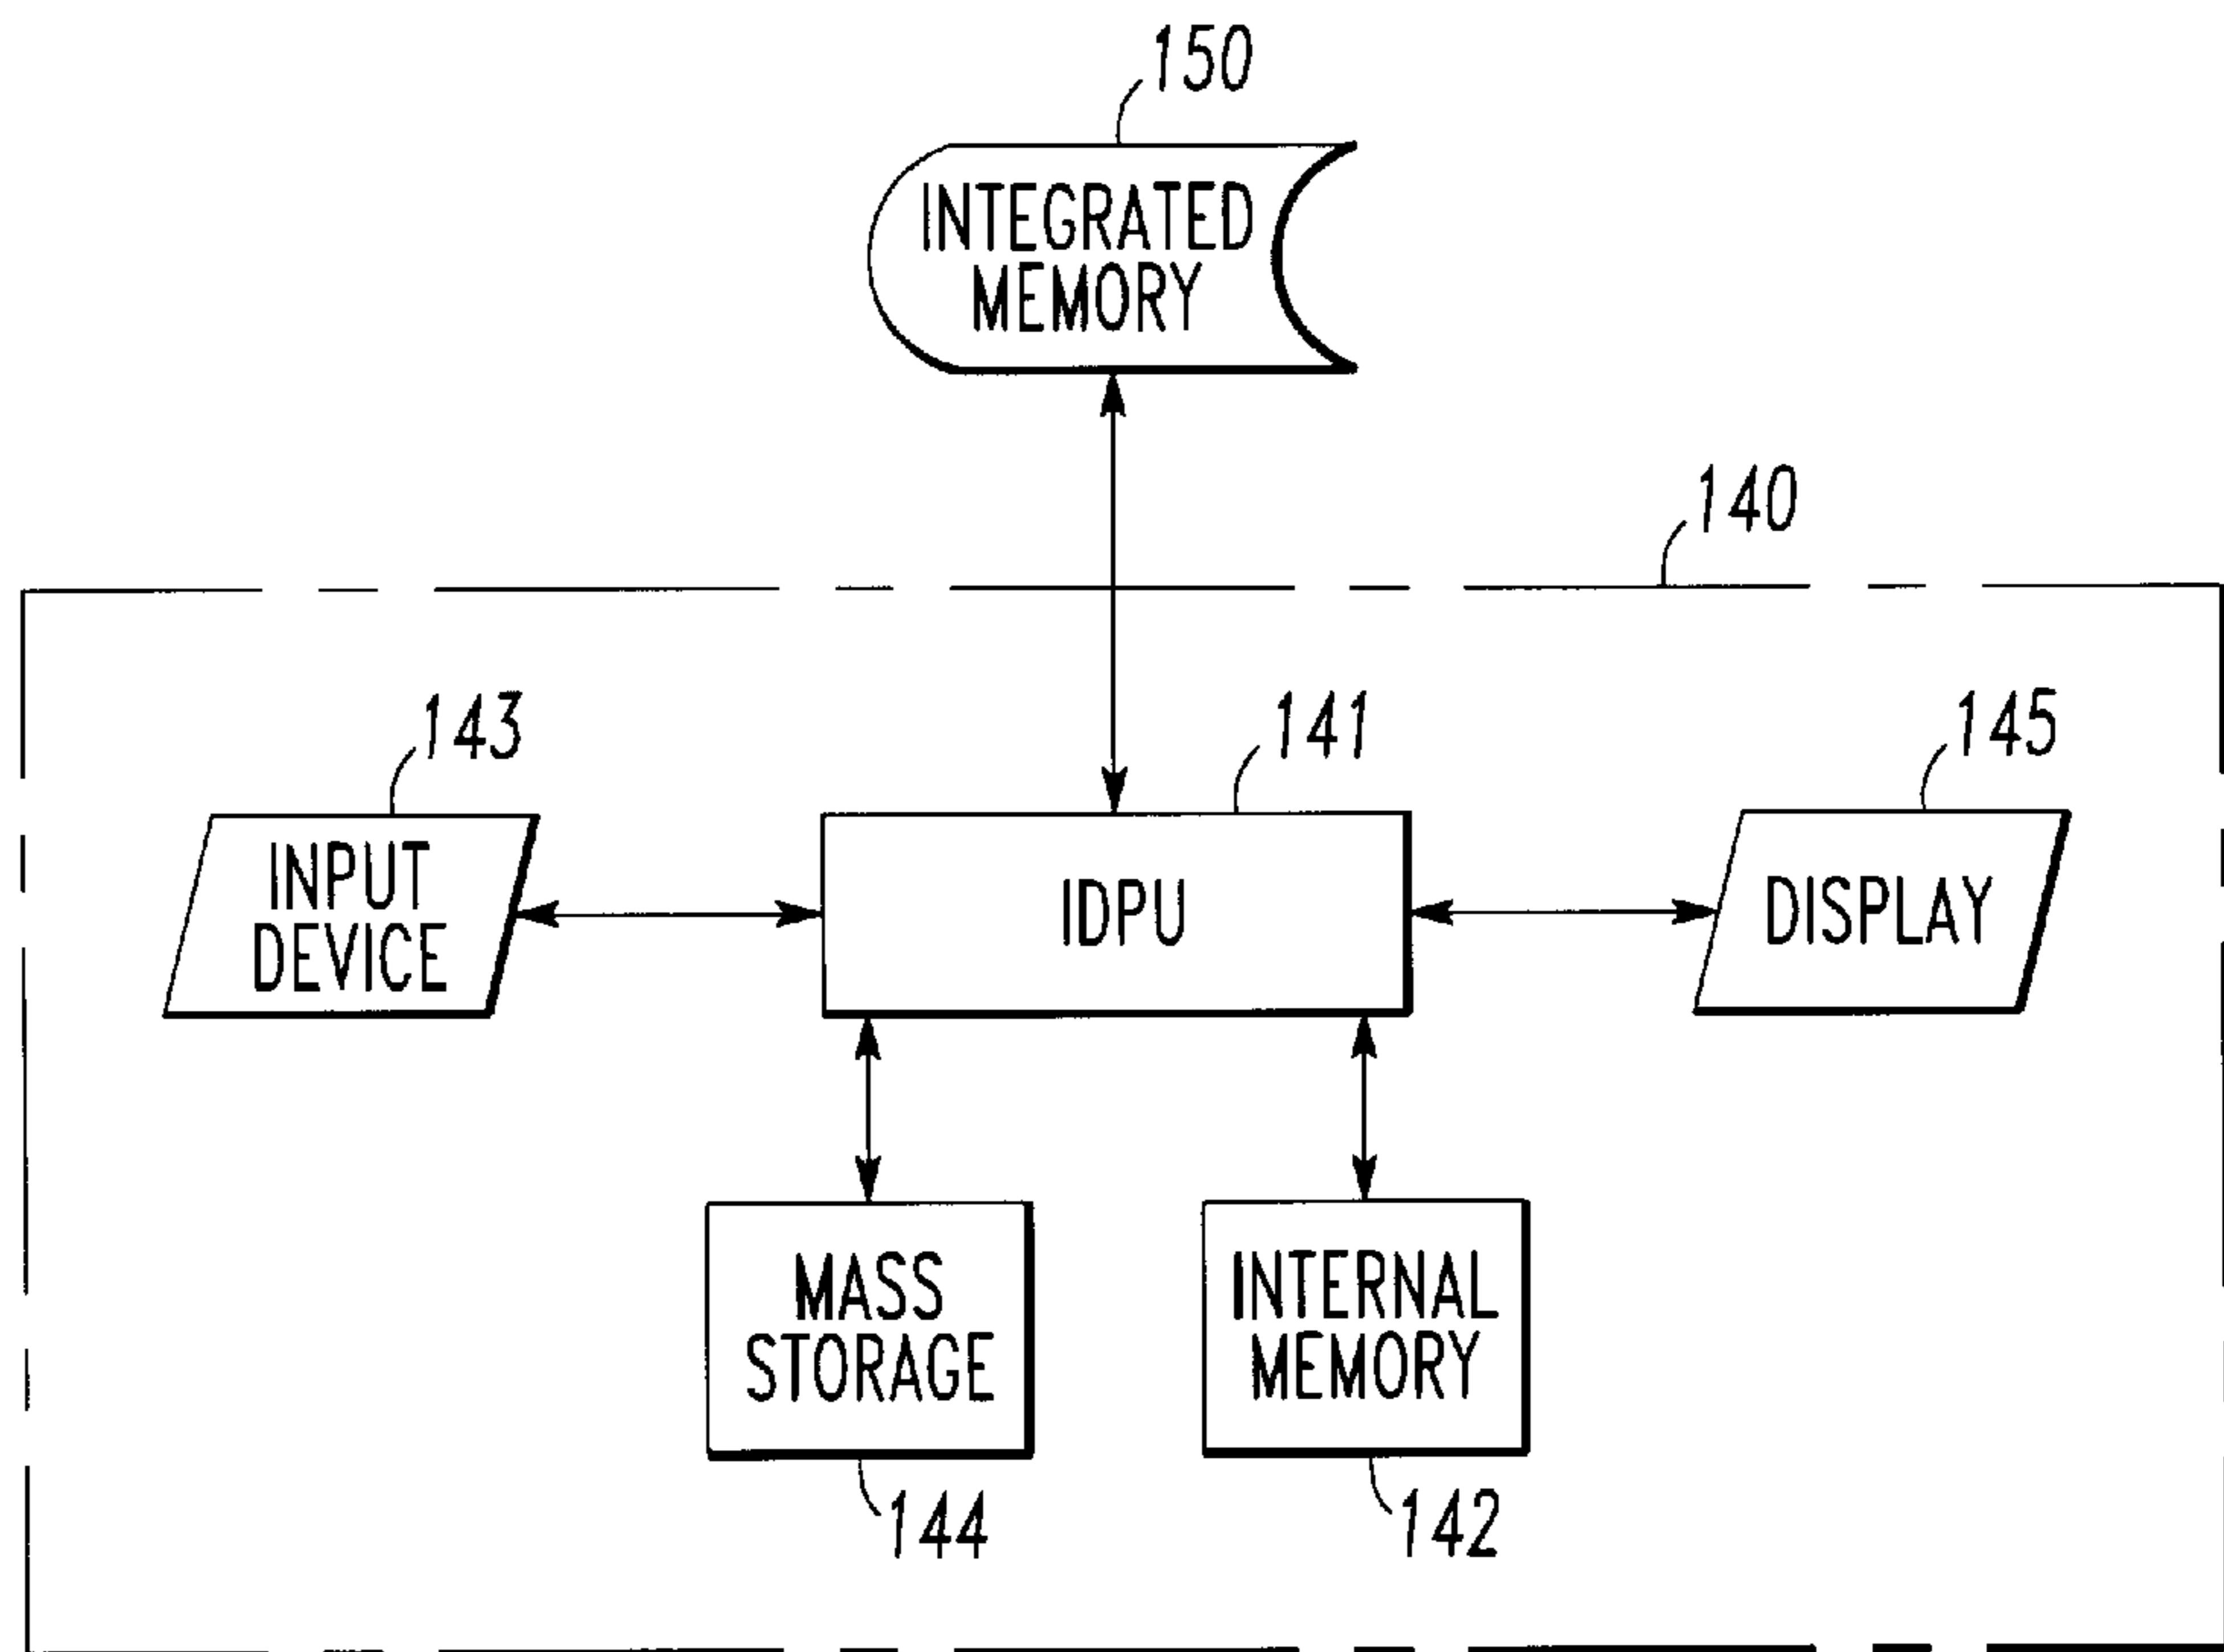 150
INTEGRATED
MEMORY
140
143
141
145
INPUT
DEVICE
IDPU
DISPLAY
MASS
STORAGE
INTERNAL
MEMORY
144
142